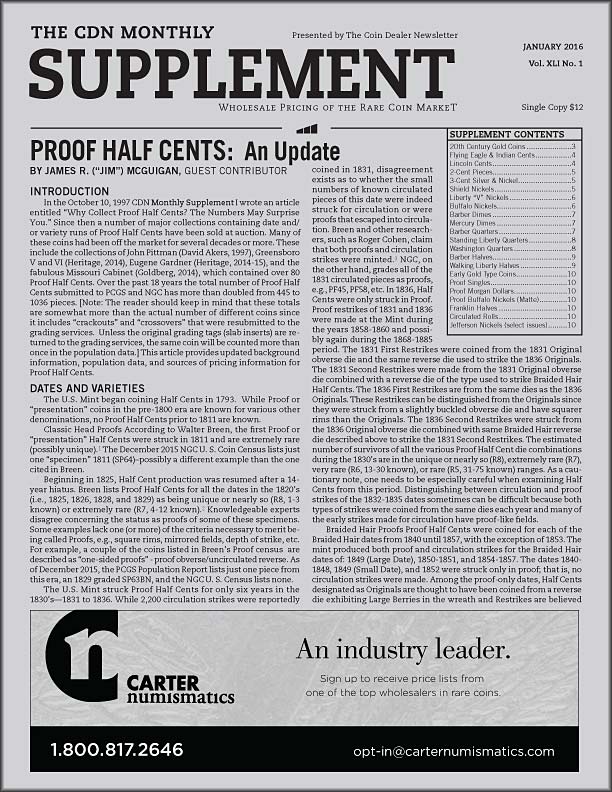 THE CDN MONTHLY
Presented by The Coin Dealer Newsletter
JANUARY 2016
SUPPLEMENT
Vol. XLI No. 1
WHOLESALE PRICING OF THE RARE COIN MARKET
Single Copy $12
PROOF HALF CENTS: An Update
BY JAMES R. ("JIM") MCGUIGAN, GUEST CONTRIBUTOR
INTRODUCTION
In the October 10, 1997 CDN Monthly Supplement I wrote an article
entitled "Why Collect Proof Half Cents? The Numbers May Surprise
You." Since then a number of major collections containing date and/
or variety runs of Proof Half Cents have been sold at auction. Many of
these coins had been off the market for several decades or more. These
include the collections of John Pittman (David Akers, 1997), Greensboro
V and VI (Heritage, 2014), Eugene Gardner (Heritage, 2014-15), and the
fabulous Missouri Cabinet (Goldberg, 2014), which contained over 80
Proof Half Cents. Over the past 18 years the total number of Proof Half
Cents submitted to PCGS and NGC has more than doubled from 445 to
1036 pieces. [Note: The reader should keep in mind that these totals
are somewhat more than the actual number of different coins since
it includes "crackouts" and "crossovers" that were resubmitted to the
grading services. Unless the original grading tags (slab inserts) are re-
turned to the grading services, the same coin will be counted more than
once in the population data.] This article provides updated background
information, population data, and sources of pricing information for
Proof Half Cents.
DATES AND VARIETIES
The U.S. Mint began coining Half Cents in 1793. While Proof or
"presentation" coins in the pre-1800 era are known for various other
denominations, no Proof Half Cents prior to 1811 are known.
Classic Head Proofs According to Walter Breen, the first Proof or
"presentation" Half Cents were struck in 1811 and are extremely rare
(possibly unique).¹ The December 2015 NGC U.S. Coin Census lists just
one "specimen" 1811 (SP64)–possibly a different example than the one
cited in Breen.
Beginning in 1825, Half Cent production was resumed after a 14-
year hiatus. Breen lists Proof Half Cents for all the dates in the 1820's
(i.e., 1825, 1826, 1828, and 1829) as being unique or nearly so (R8, 1-3
known) or extremely rare (R7, 4-12 known).² Knowledgeable experts
disagree concerning the status as proofs of some of these specimens.
Some examples lack one (or more) of the criteria necessary to merit be-
ing called Proofs, e.g., square rims, mirrored fields, depth of strike, etc.
For example, a couple of the coins listed in Breen's Proof census are
described as "one-sided proofs" - proof obverse/uncirculated reverse. As
of December 2015, the PCGS Population Report lists just one piece from
this era, an 1829 graded SP63BN, and the NGC U. S. Census lists none.
The U.S. Mint struck Proof Half Cents for only six years in the
1830's—1831 to 1836. While 2,200 circulation strikes were reportedly
coined in 1831, disagreement
exists as to whether the small
numbers of known circulated
pieces of this date were indeed
struck for circulation or were
proofs that escaped into circula-
tion. Breen and other research-
ers, such as Roger Cohen, claim
that both proofs and circulation
strikes were minted.³ NGC, on
the other hand, grades all of the
1831 circulated pieces as proofs,
e.g., PF45, PF58, etc. In 1836, Half
Cents were only struck in Proof.
Proof restrikes of 1831 and 1836
were made at the Mint during
the years 1858-1860 and possi-
bly again during the 1868-1885
period. The 1831 First Restrikes were coined from the 1831 Original
obverse die and the same reverse die used to strike the 1836 Originals.
The 1831 Second Restrikes were made from the 1831 Original obverse
die combined with a reverse die of the type used to strike Braided Hair
Half Cents. The 1836 First Restrikes are from the same dies as the 1836
Originals. These Restrikes can be distinguished from the Originals since
they were struck from a slightly buckled obverse die and have squarer
rims than the Originals. The 1836 Second Restrikes were struck from
the 1836 Original obverse die combined with same Braided Hair reverse
die described above to strike the 1831 Second Restrikes. The estimated
number of survivors of all the various Proof Half Cent die combinations
during the 1830's are in the unique or nearly so (R8), extremely rare (R7),
very rare (R6, 13-30 known), or rare (R5, 31-75 known) ranges. As a cau-
tionary note, one needs to be especially careful when examining Half
Cents from this period. Distinguishing between circulation and proof
strikes of the 1832-1835 dates sometimes can be difficult because both
types of strikes were coined from the same dies each year and many of
the early strikes made for circulation have proof-like fields.
Braided Hair Proofs Proof Half Cents were coined for each of the
Braided Hair dates from 1840 until 1857, with the exception of 1853. The
mint produced both proof and circulation strikes for the Braided Hair
dates of: 1849 (Large Date), 1850-1851, and 1854-1857. The dates 1840-
1848, 1849 (Small Date), and 1852 were struck only in proof; that is, no
circulation strikes were made. Among the proof-only dates, Half Cents
designated as Originals are thought to have been coined from a reverse
die exhibiting Large Berries in the wreath and Restrikes are believed
SUPPLEMENT CONTENTS
20th Century Gold Coins....................3
Flying Eagle & Indian Cents................4
Lincoln Cents....................4
2-Cent Pieces....................5
3-Cent Silver & Nickel....................5
Shield Nickels....................5
Liberty "V" Nickels....................6
Buffalo Nickels....................6
Barber Dimes....................7
Mercury Dimes....................7
Barber Quarters....................7
Standing Liberty Quarters....................8
Washington Quarters....................8
Barber Halves....................9
Walking Liberty Halves....................9
Early Gold Type Coins....................10
Proof Singles....................10
Proof Morgan Dollars....................10
Proof Buffalo Nickels (Matte)..............10
Franklin Halves....................10
Circulated Rolls....................10
Jefferson Nickels (select issues)...........10
An industry leader.
Sign up to receive price lists from
one of the top wholesalers in rare coins.
cn
CARTER
numismatics
1.800.817.2646
opt-in@carternumismatics.com